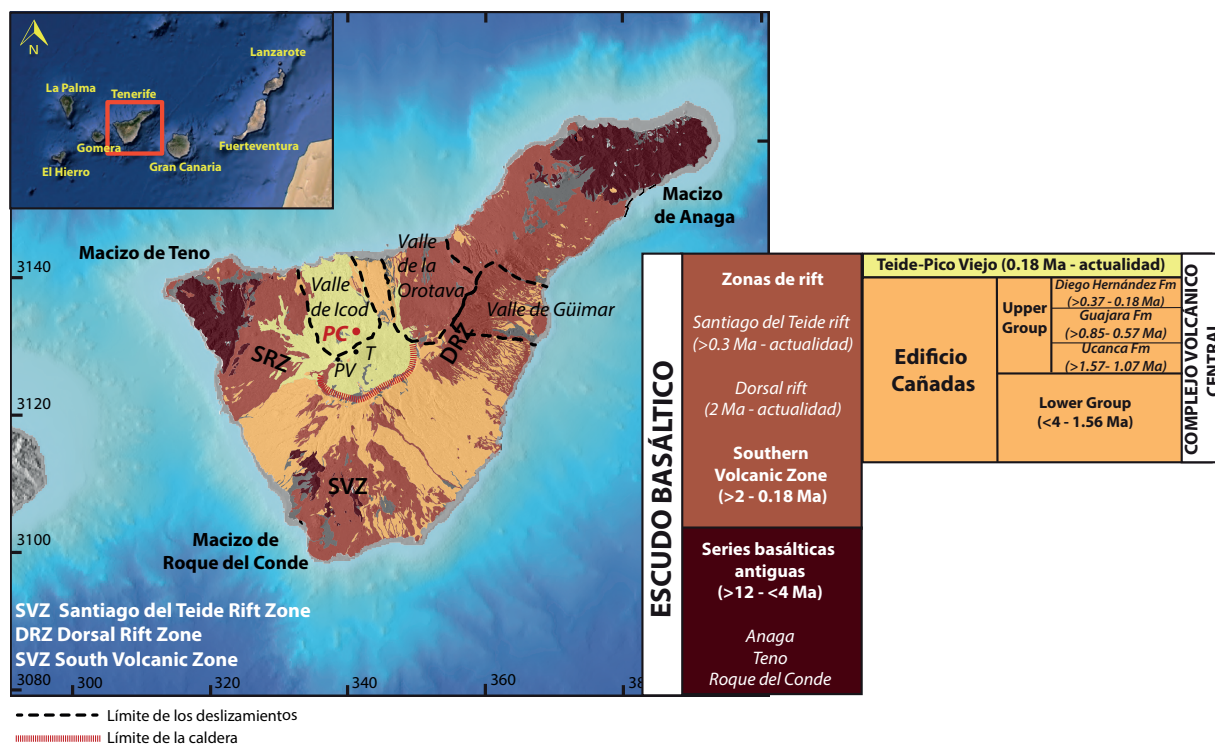 N
Lanzarote
La Palma
Tenerife
Gomera
Fuerteventura
El Hierro
Gran Canaria
Macizo
de Anaga
Macizo de Teno
Valle
de la
Orotava
Valle
de Icod
Valle de Güimar
PC
T
PV
SRZ
DRZ
SVZ
Macizo de
Roque del Conde
3140
3120
3100
3080
300
320
340
360
SVZ Santiago del Teide Rift Zone
DRZ Dorsal Rift Zone
SVZ South Volcanic Zone
Límite de los deslizamientos
Límite de la caldera
ESCUDO BASÁLTICO
Zonas de rift
Santiago del Teide rift
(>0.3 Ma - actualidad)
Dorsal rift
(2 Ma - actualidad)
Southern
Volcanic Zone
(>2 - 0.18 Ma)
Series basálticas
antiguas
(>12 - <4 Ma)
Anaga
Teno
Roque del Conde
Teide-Pico Viejo (0.18 Ma - actualidad)
Edificio
Cañadas
Upper
Group
Diego Hernández Fm
(>0.37 - 0.18 Ma)
Guajara Fm
(>0.85- 0.57 Ma)
Ucanca Fm
(>1.57- 1.07 Ma)
Lower Group
(<4 - 1.56 Ma)
COMPLEJO VOLCÁNICO
CENTRAL